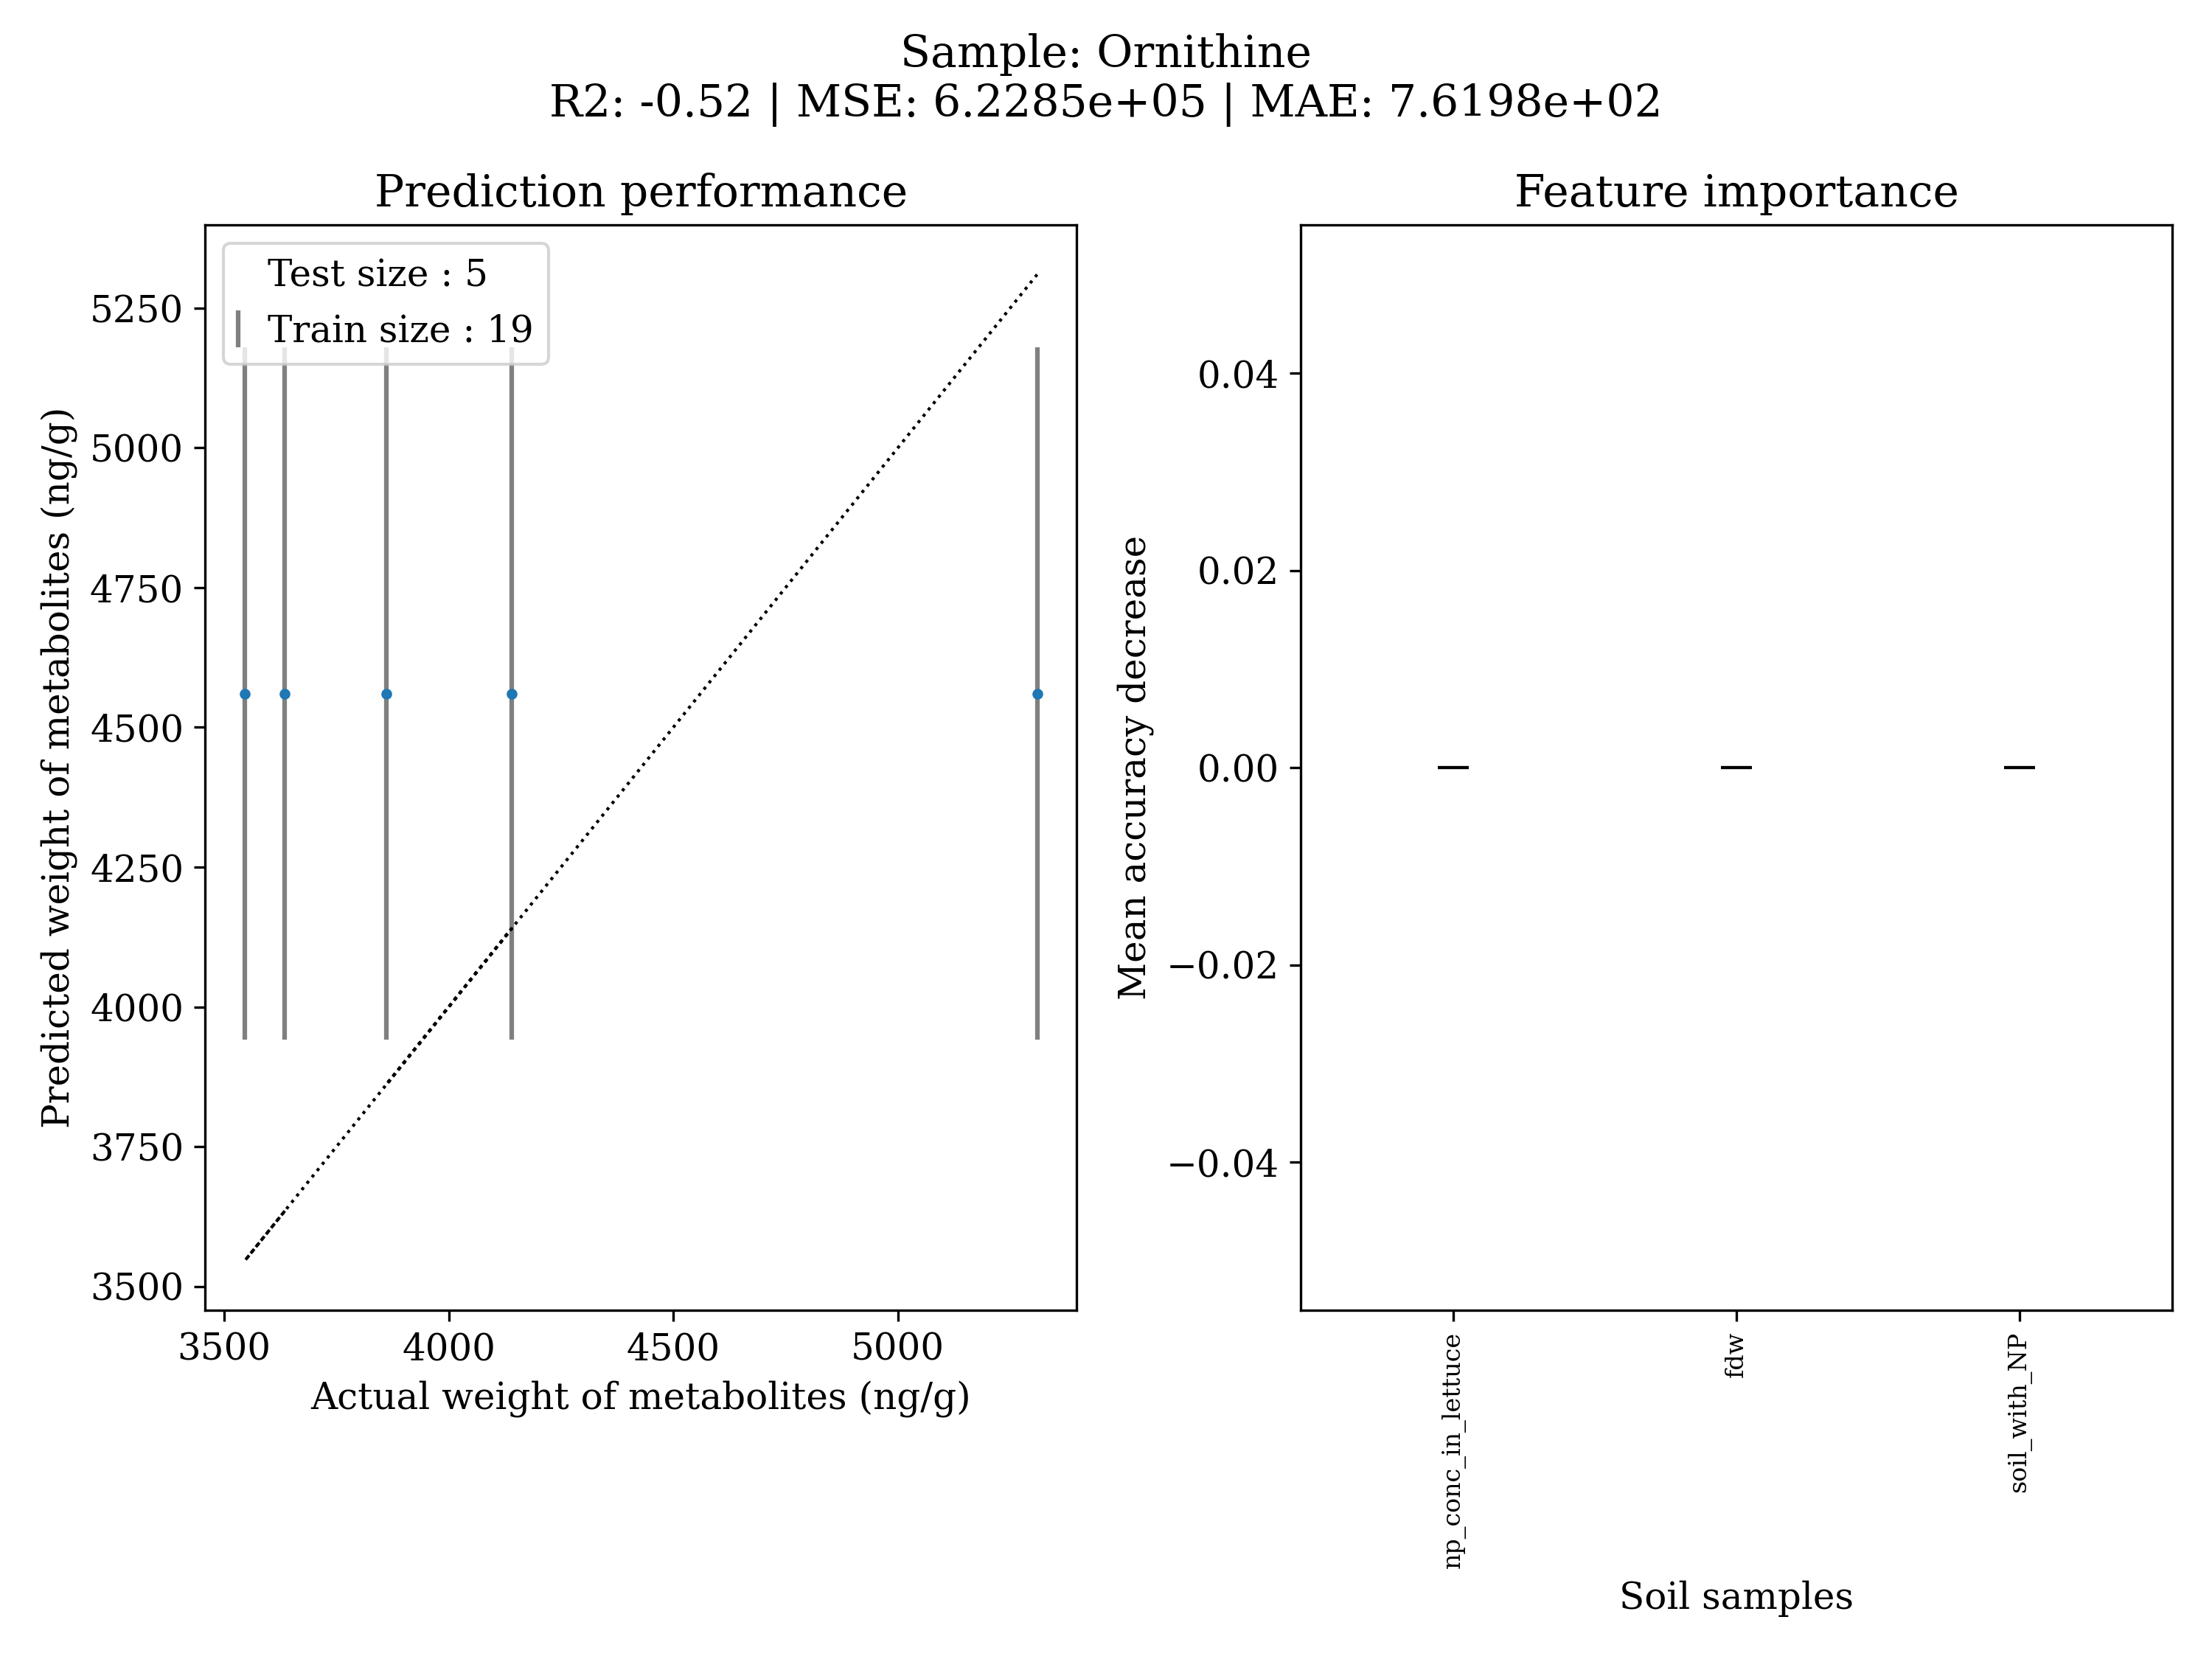 Sample: Ornithine
R2: -0.52 | MSE: 6.2285e+05 | MAE: 7.6198e+02
Prediction performance
Test size : 5
Train size : 19
5250
5000
4750
4500
4250
4000
3750
3500
Predicted weight of metabolites (ng/g)
3500 4000 4500 5000
Actual weight of metabolites (ng/g)
Feature importance
0.04
0.02
0.00
−0.02
−0.04
Mean accuracy decrease
np_conc_in_lettuce
fdw
soil_with_NP
Soil samples